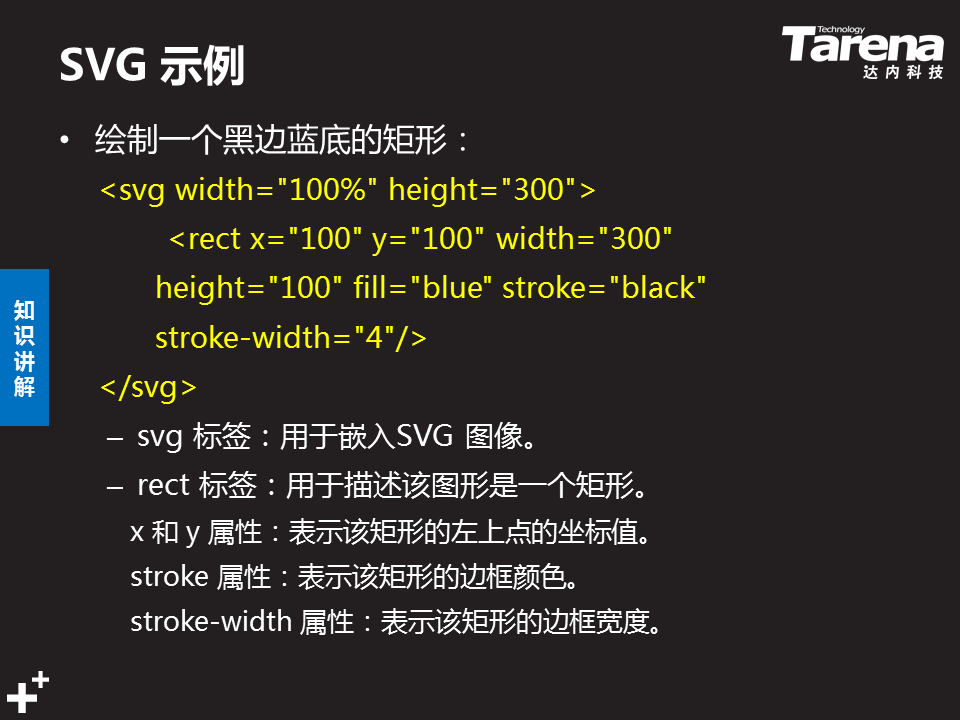 SVG 示例
Technology
Tarena
达内科技
• 绘制一个黑边蓝底的矩形：
<svg width="100%" height="300">
<rect x="100" y="100" width="300"
height="100" fill="blue" stroke="black"
stroke-width="4"/>
</svg>
– svg 标签：用于嵌入SVG 图像。
– rect 标签：用于描述该图形是一个矩形。
x 和 y 属性：表示该矩形的左上点的坐标值。
stroke 属性：表示该矩形的边框颜色。
stroke-width 属性：表示该矩形的边框宽度。
知识讲解